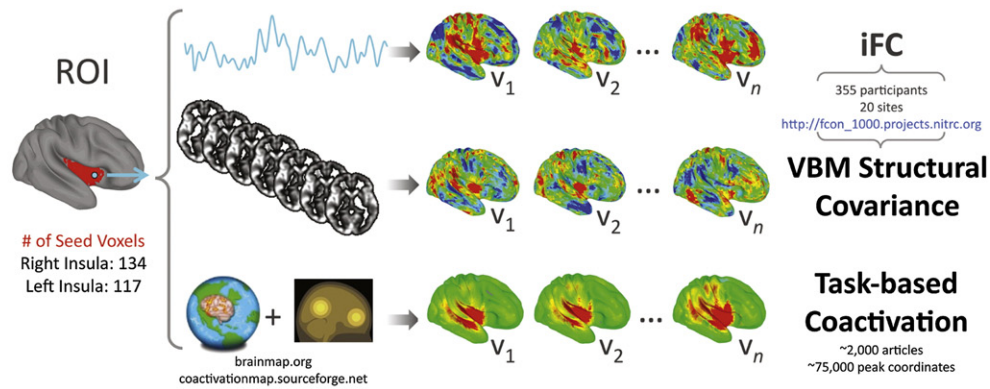 ROI
# of Seed Voxels
Right Insula: 134
Left Insula: 117
V1 V2 ... Vn
iFC
355 participants
20 sites
http://fcon_1000.projects.nitrc.org
V1 V2 ... Vn
VBM Structural
Covariance
+
brainmap.org
coactivationmap.sourceforge.net
V1 V2 ... Vn
Task-based
Coactivation
~2,000 articles
~75,000 peak coordinates